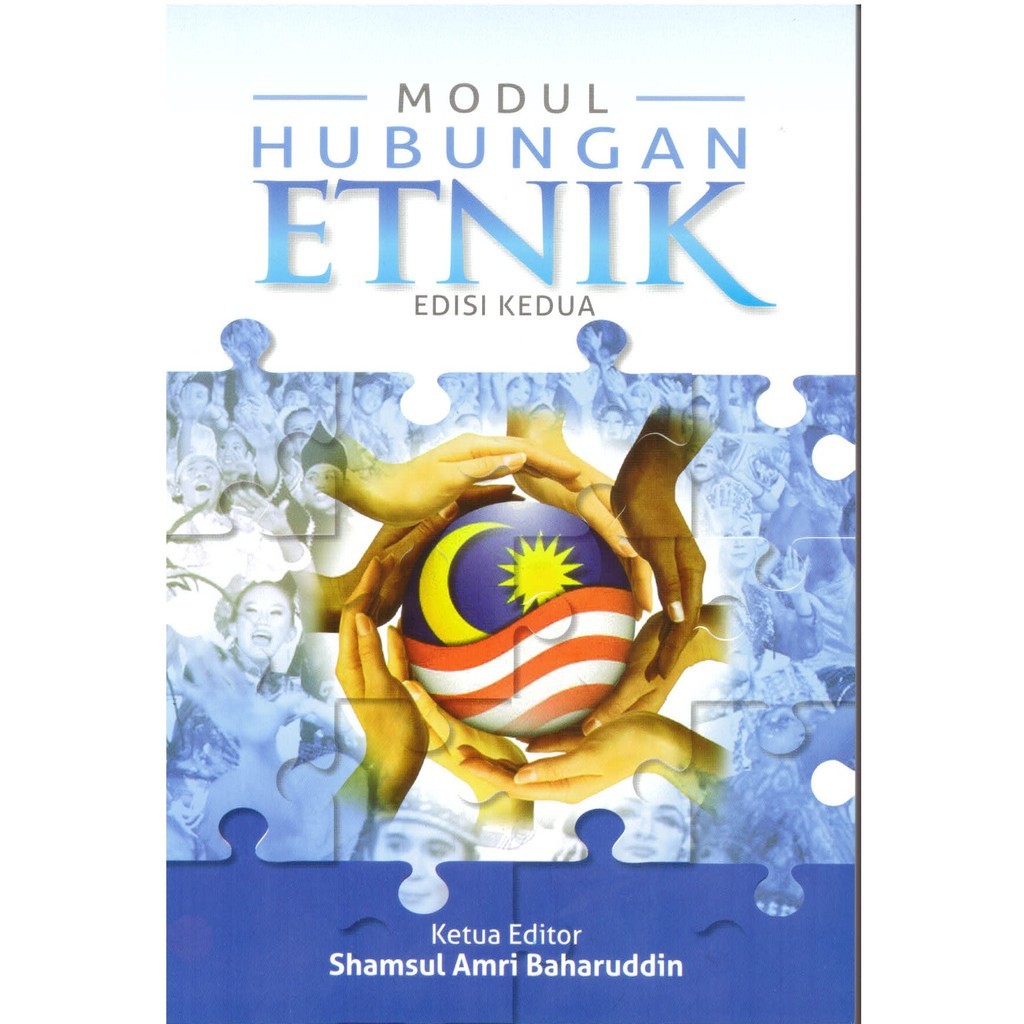 MODUL
HUBUNGAN
ETNIK
EDISI KEDUA
Ketua Editor
Shamsul Amri Baharuddin